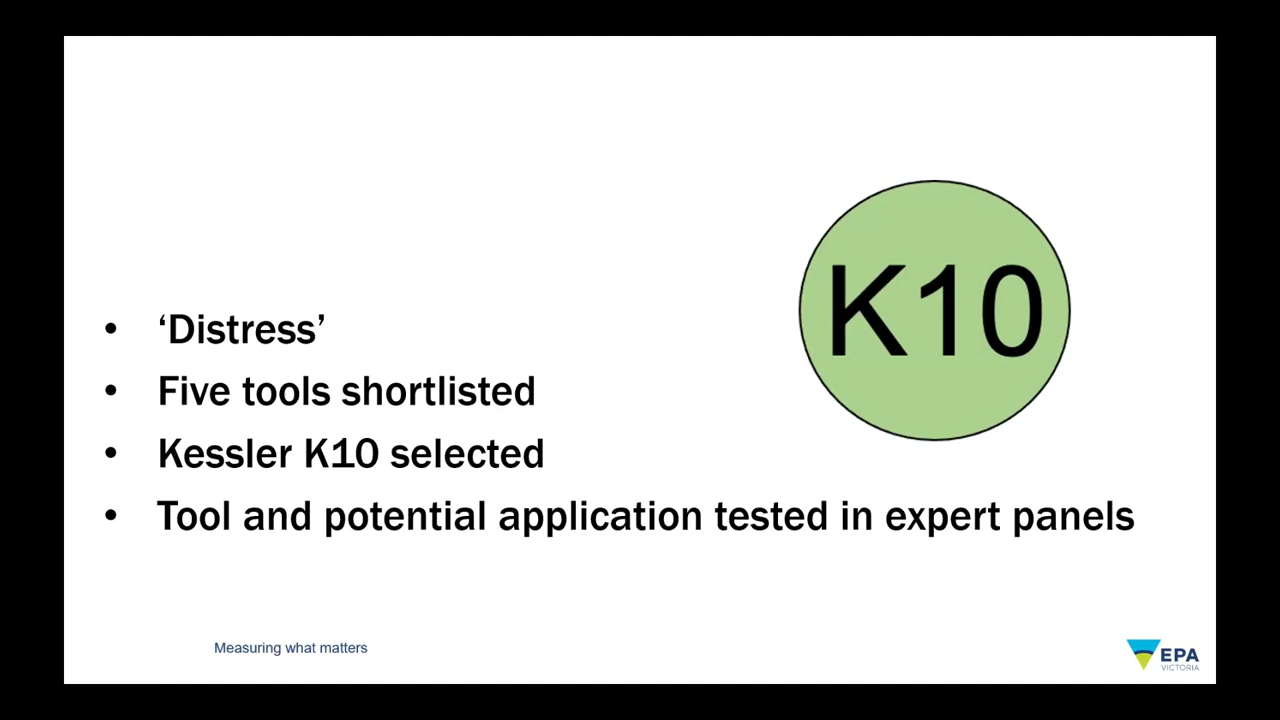 K10
• ‘Distress’
• Five tools shortlisted
• Kessler K10 selected
• Tool and potential application tested in expert panels
Measuring what matters
EPA
VICTORIA